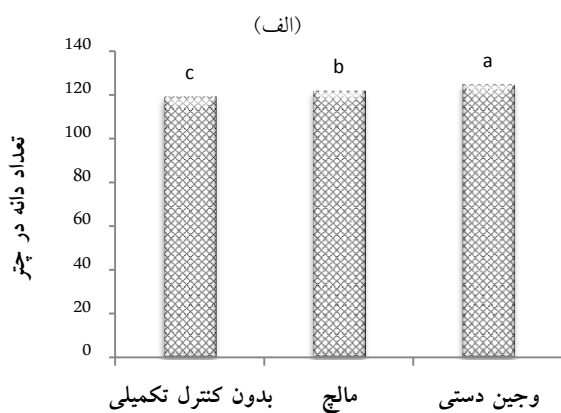 (الف)
140
120
100
80
60
40
20
0
تعداد دانه در چتر
c
b
a
بدون کنترل تکمیلی
مالچ
وجین دستی